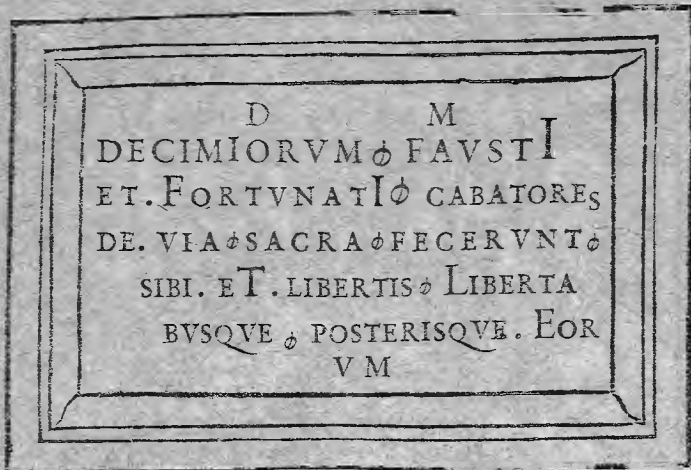 D M
DECIMIORVM FAVSTI
ET. FORTVNATI CABATORES
DE. VIA SACRA FECERVNT
SIBI. ET. LIBERTIS LIBERTA
BVSQVE POSTERISQVE. EOR
VM